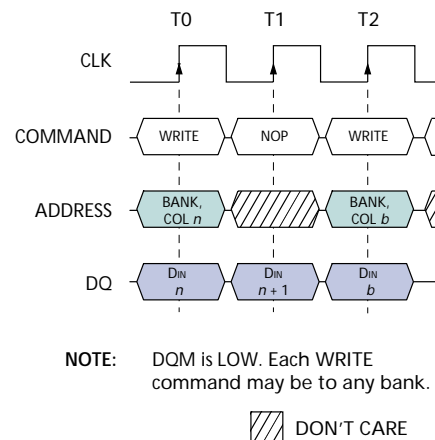 T0 T1 T2
CLK
COMMAND WRITE NOP WRITE
ADDRESS BANK, COL n BANK, COL b
DQ DIN n DIN n + 1 DIN b
NOTE: DQM is LOW. Each WRITE
command may be to any bank.
DON'T CARE